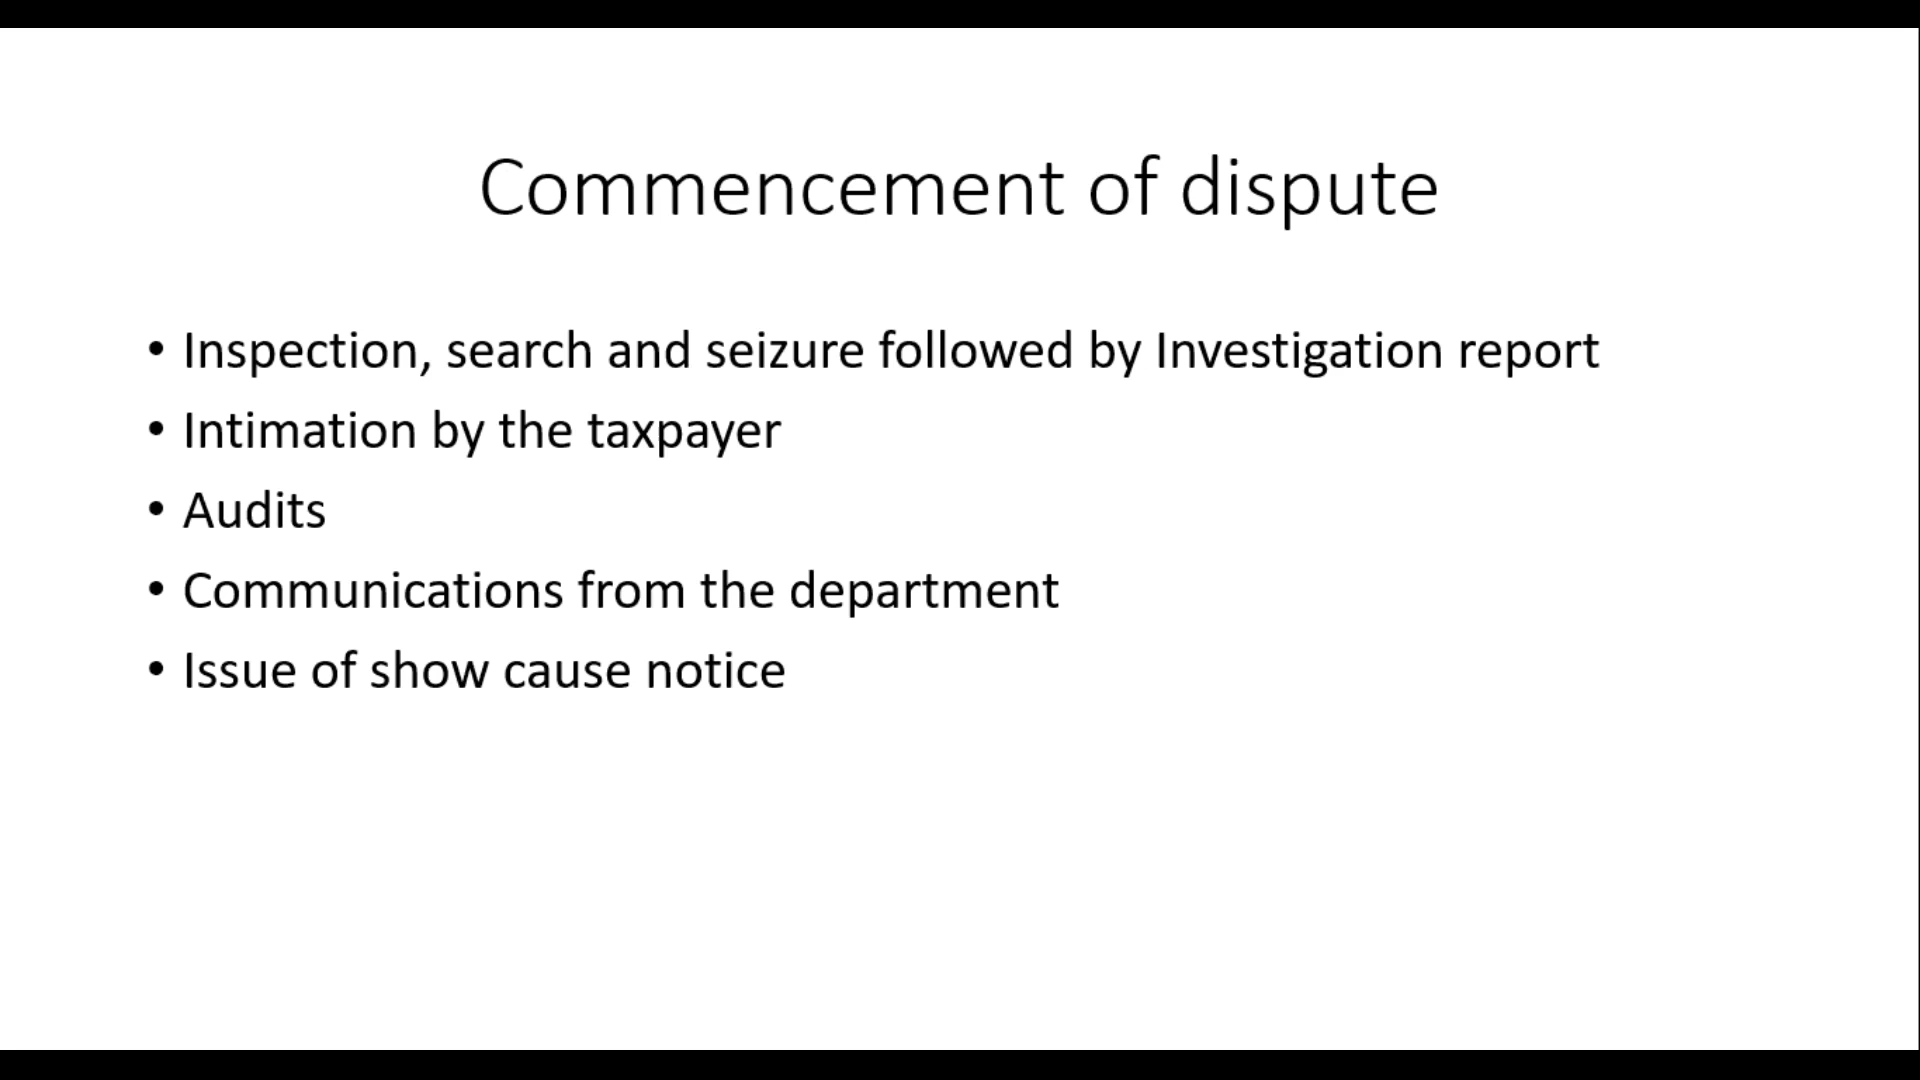 Commencement of dispute
• Inspection, search and seizure followed by Investigation report
• Intimation by the taxpayer
• Audits
• Communications from the department
• Issue of show cause notice